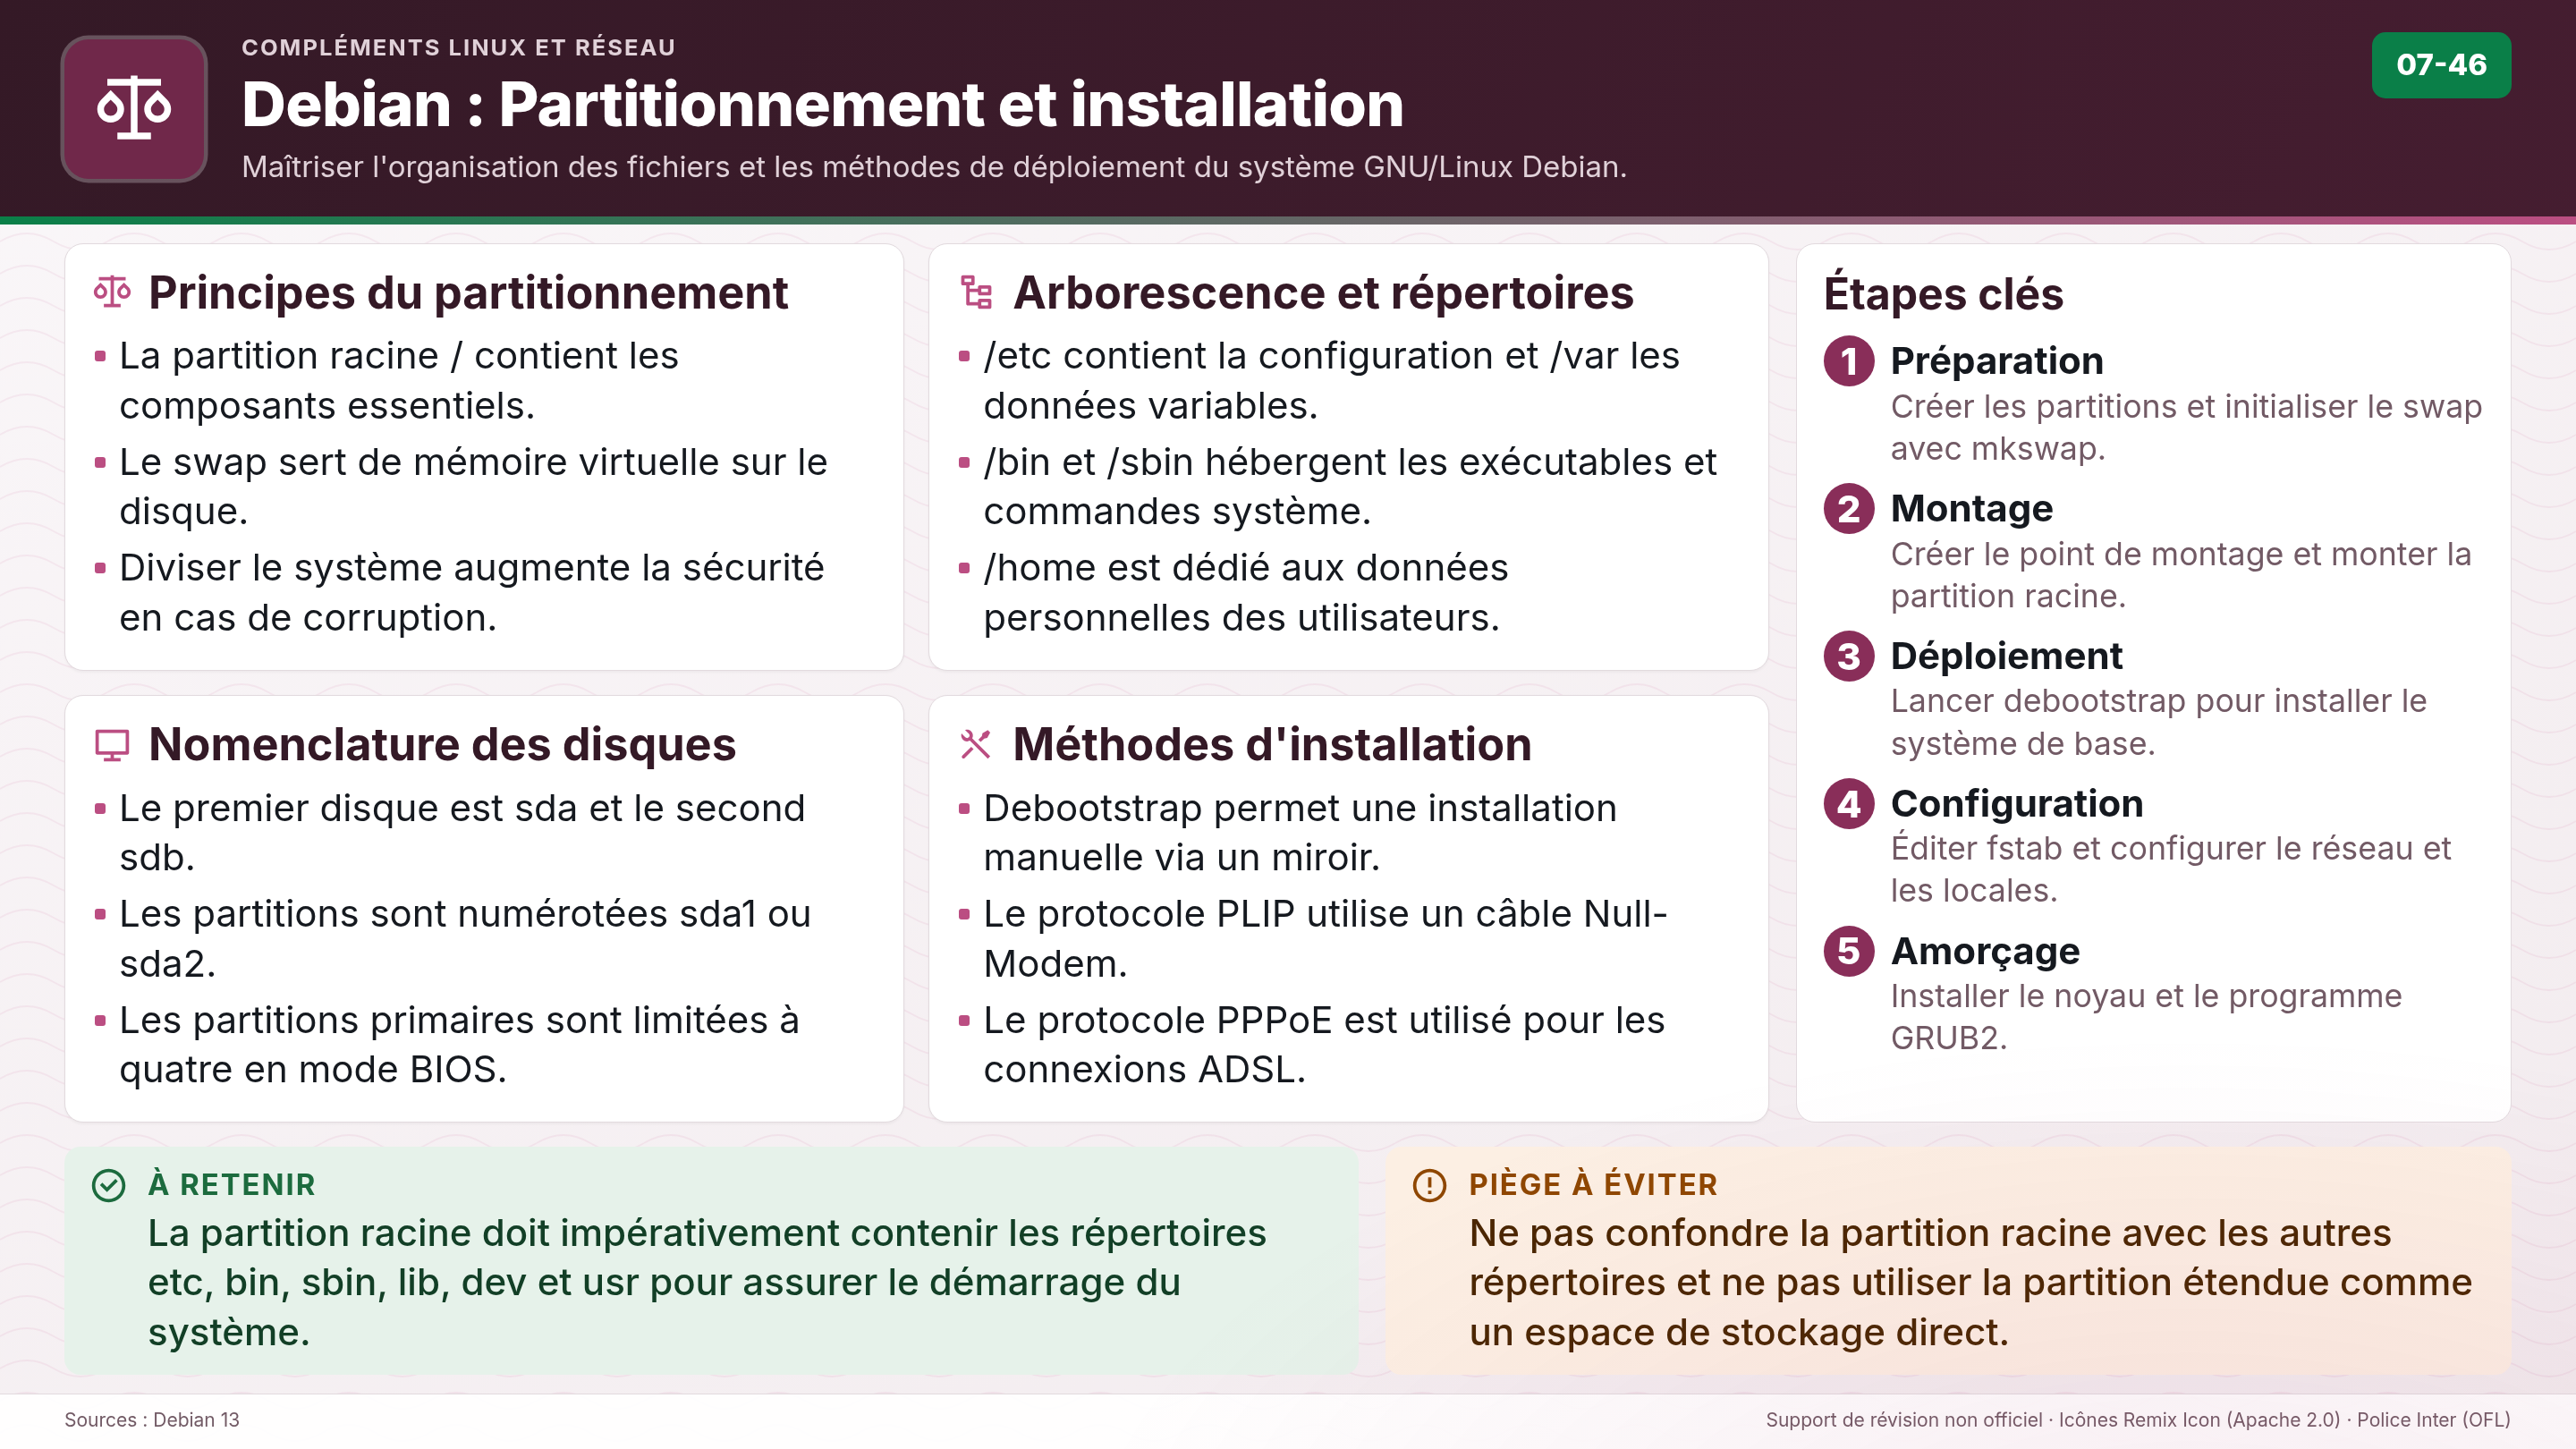 COMPLÉMENTS LINUX ET RÉSEAU
Debian : Partitionnement et installation
Maîtriser l'organisation des fichiers et les méthodes de déploiement du système GNU/Linux Debian.
07-46
Principes du partitionnement
La partition racine / contient les
composants essentiels.
Le swap sert de mémoire virtuelle sur le
disque.
Diviser le système augmente la sécurité
en cas de corruption.
Arborescence et répertoires
/etc contient la configuration et /var les
données variables.
/bin et /sbin hébergent les exécutables et
commandes système.
/home est dédié aux données
personnelles des utilisateurs.
Nomenclature des disques
Le premier disque est sda et le second
sdb.
Les partitions sont numérotées sda1 ou
sda2.
Les partitions primaires sont limitées à
quatre en mode BIOS.
Méthodes d'installation
Debootstrap permet une installation
manuelle via un miroir.
Le protocole PLIP utilise un câble Null-
Modem.
Le protocole PPPoE est utilisé pour les
connexions ADSL.
Étapes clés
1 Préparation
Créer les partitions et initialiser le swap
avec mkswap.
2 Montage
Créer le point de montage et monter la
partition racine.
3 Déploiement
Lancer debootstrap pour installer le
système de base.
4 Configuration
Éditer fstab et configurer le réseau et
les locales.
5 Amorçage
Installer le noyau et le programme
GRUB2.
À RETENIR
La partition racine doit impérativement contenir les répertoires
etc, bin, sbin, lib, dev et usr pour assurer le démarrage du
système.
PIÈGE À ÉVITER
Ne pas confondre la partition racine avec les autres
répertoires et ne pas utiliser la partition étendue comme
un espace de stockage direct.
Sources : Debian 13
Support de révision non officiel · Icônes Remix Icon (Apache 2.0) · Police Inter (OFL)